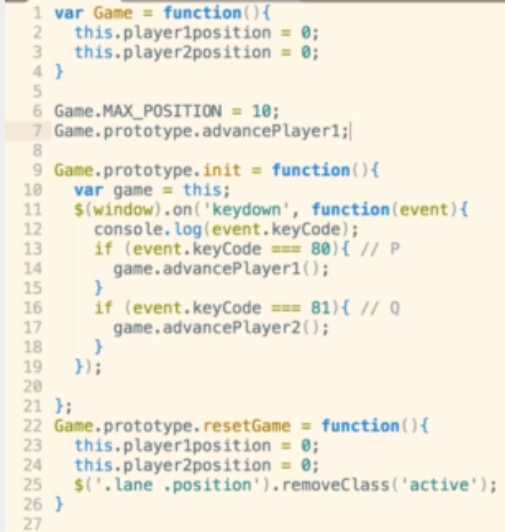 1 var Game = function(){
2   this.player1position = 0;
3   this.player2position = 0;
4 }
5
6 Game.MAX_POSITION = 10;
7 Game.prototype.advancePlayer1;
8
9 Game.prototype.init = function(){
10   var game = this;
11   $(window).on('keydown', function(event){
12     console.log(event.keyCode);
13     if (event.keyCode === 80){ // P
14       game.advancePlayer1();
15     }
16     if (event.keyCode === 81){ // Q
17       game.advancePlayer2();
18     }
19   });
20
21 };
22 Game.prototype.resetGame = function(){
23   this.player1position = 0;
24   this.player2position = 0;
25   $('.lane .position').removeClass('active');
26 }
27